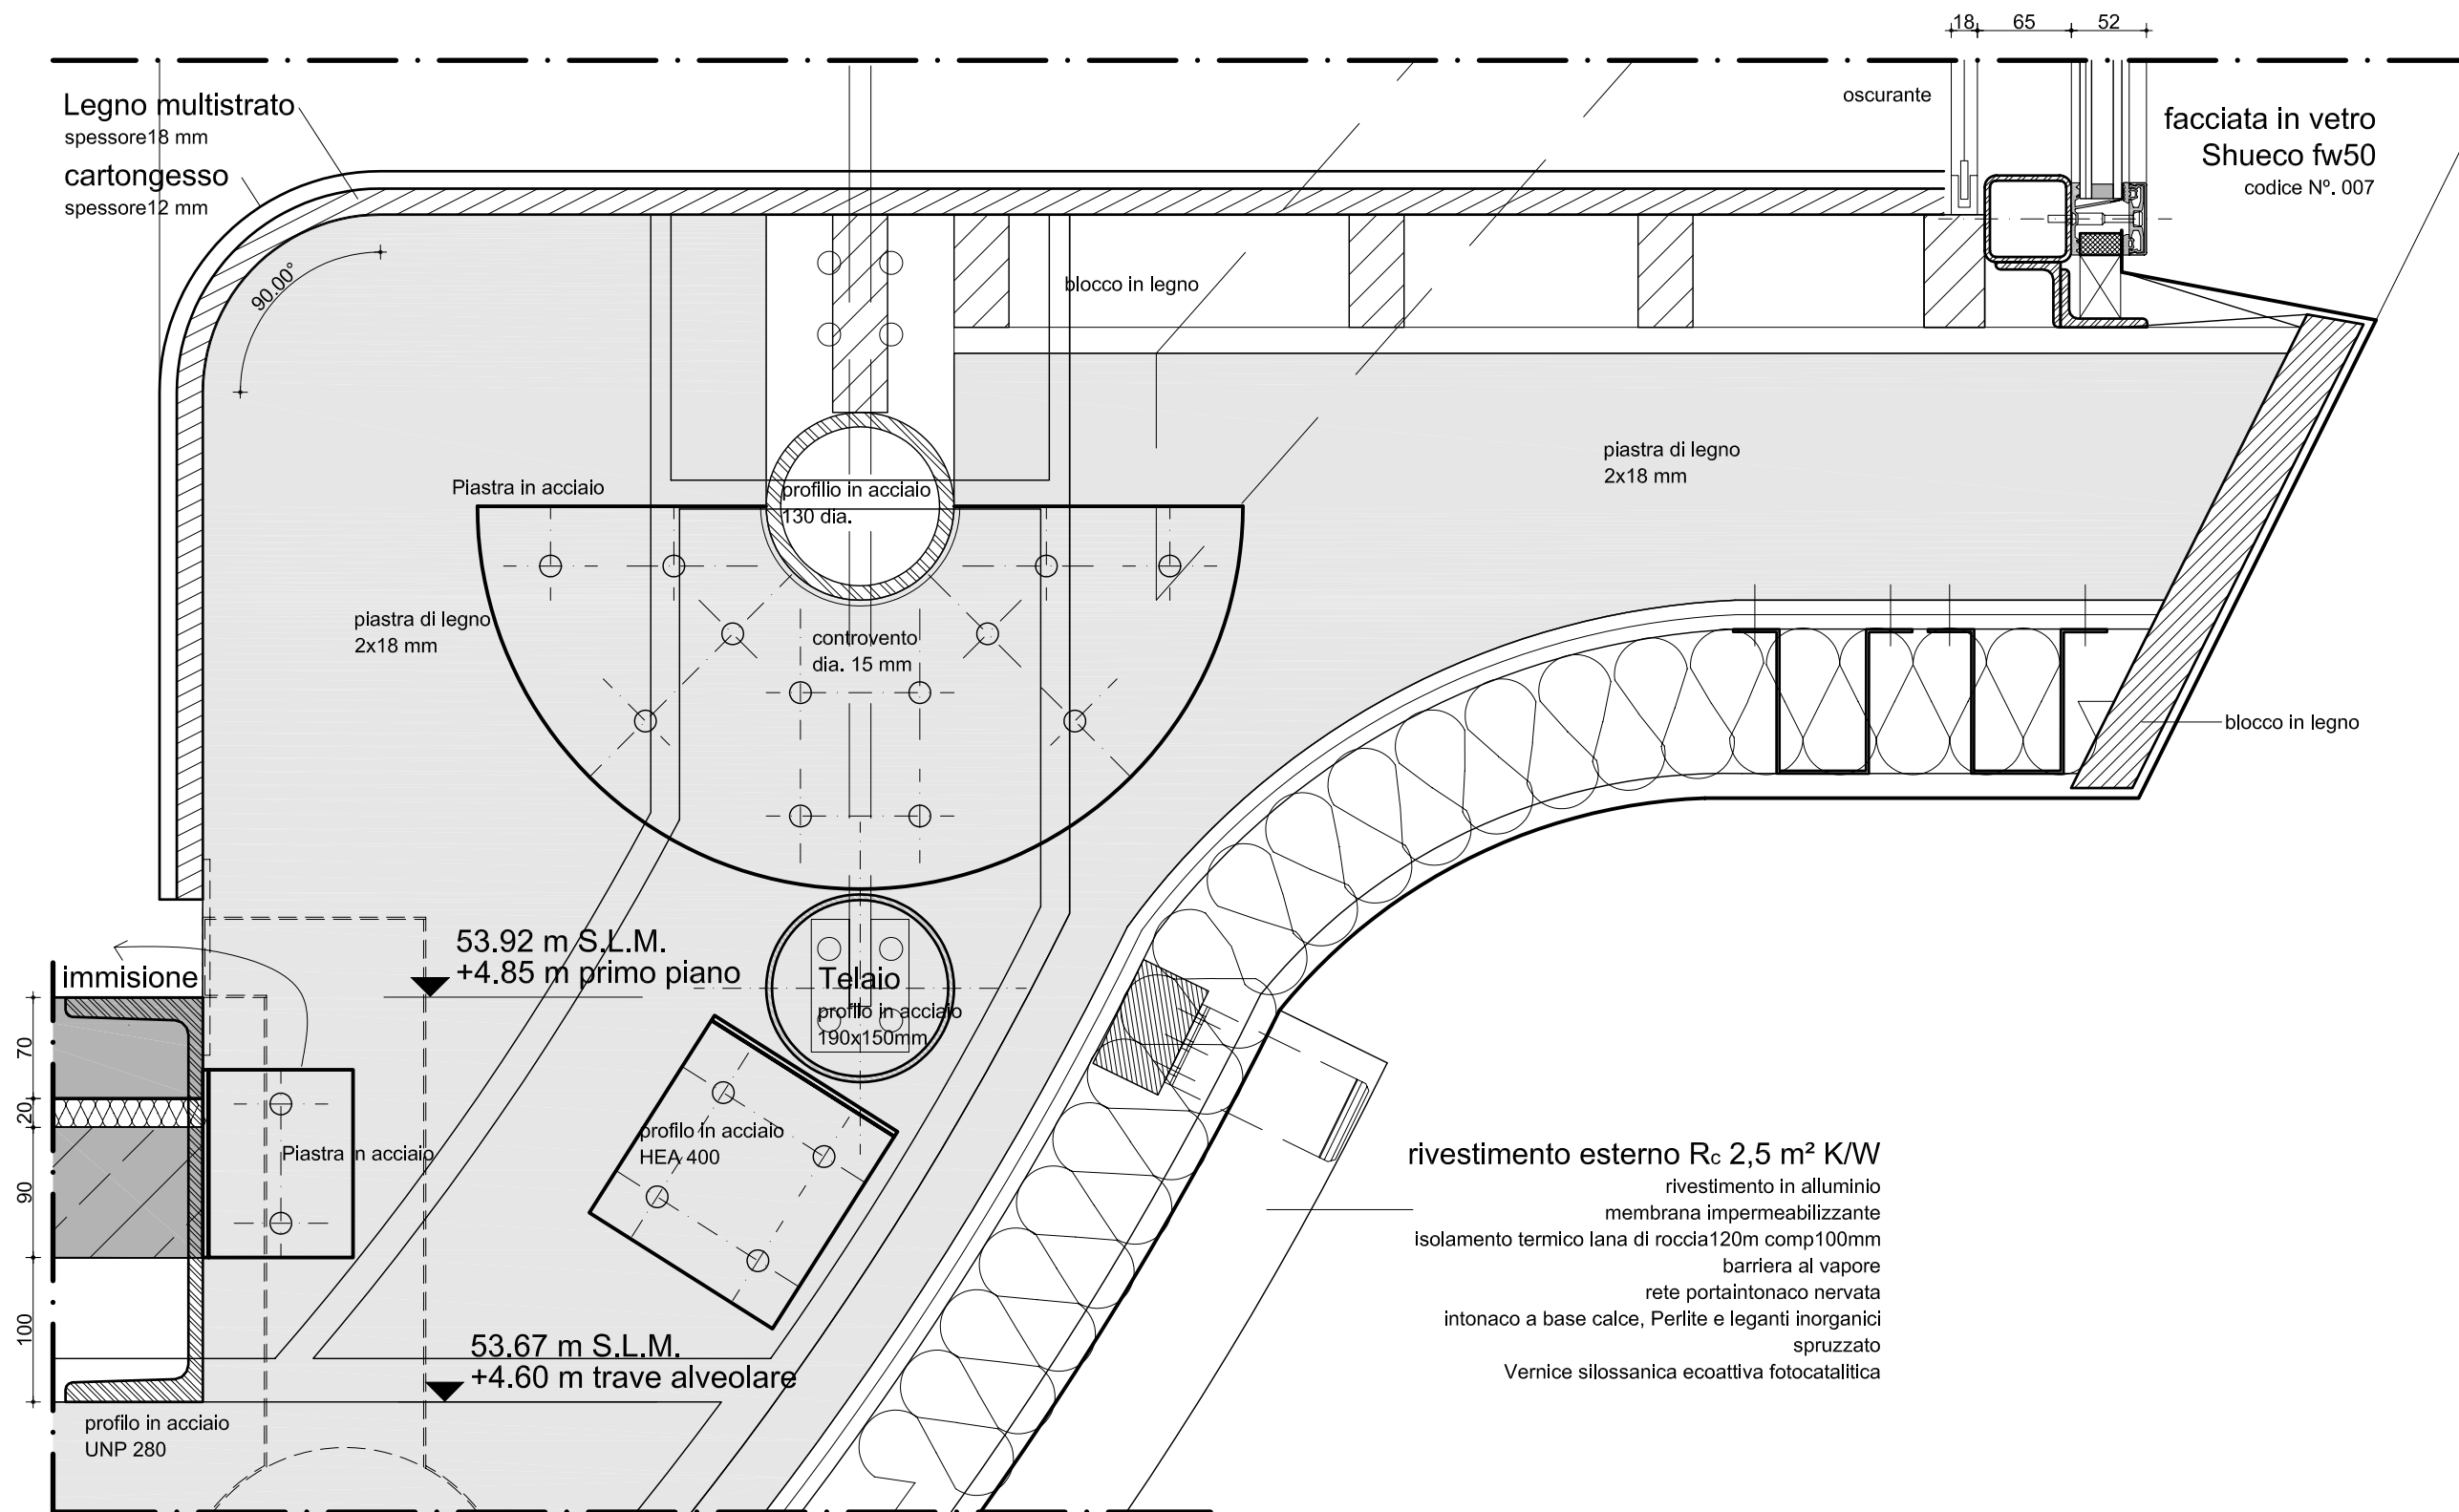 18 65 52
Legno multistrato
spessore18 mm
cartongesso
spessore12 mm
oscurante
facciata in vetro
Shueco fw50
codice Nº. 007
90.00°
blocco in legno
piastra di legno
2x18 mm
Piastra in acciaio
profilio in acciaio
130 dia.
piastra di legno
2x18 mm
controvento
dia. 15 mm
blocco in legno
53.92 m S.L.M.
+4.85 m primo piano
immisione
Telaio
profilo in acciaio
190x150mm
70
20
90
100
Piastra in acciaio
profilo in acciaio
HEA 400
rivestimento esterno Rc 2,5 m² K/W
rivestimento in alluminio
membrana impermeabilizzante
isolamento termico lana di roccia120m comp100mm
barriera al vapore
rete portaintonaco nervata
intonaco a base calce, Perlite e leganti inorganici
spruzzato
Vernice silossanica ecoattiva fotocatalitica
53.67 m S.L.M.
+4.60 m trave alveolare
profilo in acciaio
UNP 280